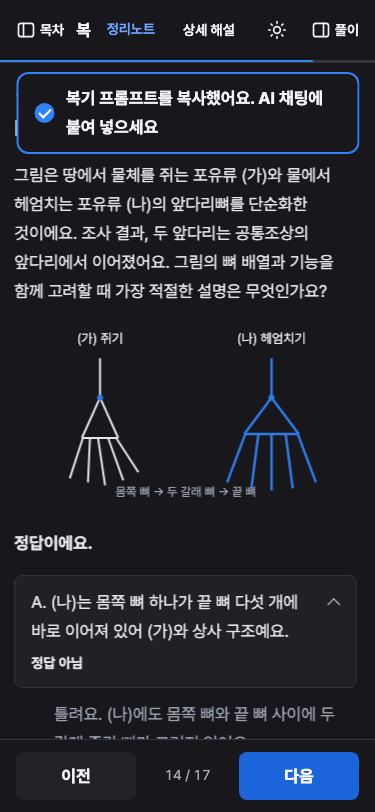 목차 복 정리노트 상세 해설 풀이
복기 프롬프트를 복사했어요. AI 채팅에
붙여 넣으세요
그림은 땅에서 물체를 쥐는 포유류 (가)와 물에서
헤엄치는 포유류 (나)의 앞다리뼈를 단순화한
것이에요. 조사 결과, 두 앞다리는 공통조상의
앞다리에서 이어졌어요. 그림의 뼈 배열과 기능을
함께 고려할 때 가장 적절한 설명은 무엇인가요?
(가) 쥐기 (나) 헤엄치기
몸쪽 뼈 → 두 갈래 뼈 → 끝 뼈
정답이에요.
A. (나)는 몸쪽 뼈 하나가 끝 뼈 다섯 개에
바로 이어져 있어 (가)와 상사 구조예요.
정답 아님
틀려요. (나)에도 몸쪽 뼈와 끝 뼈 사이에 두
이전 14 / 17 다음